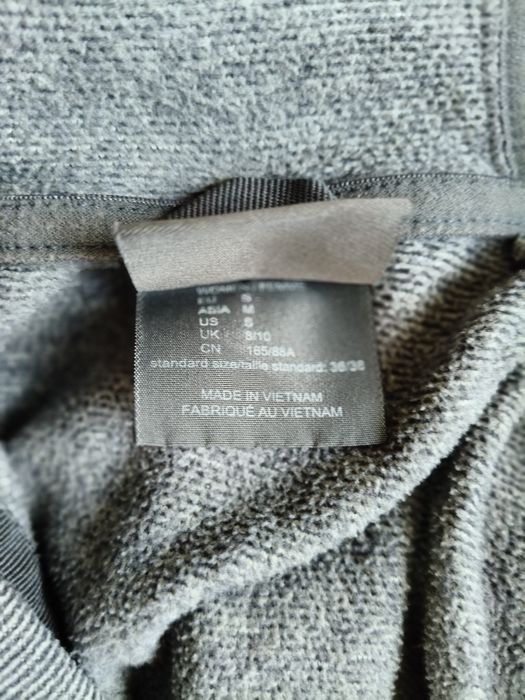 EU S
ASIA M
US S
UK 8/10
CN 165/88A
standard size/taille standard: 36/38
MADE IN VIETNAM
FABRIQUÉ AU VIETNAM